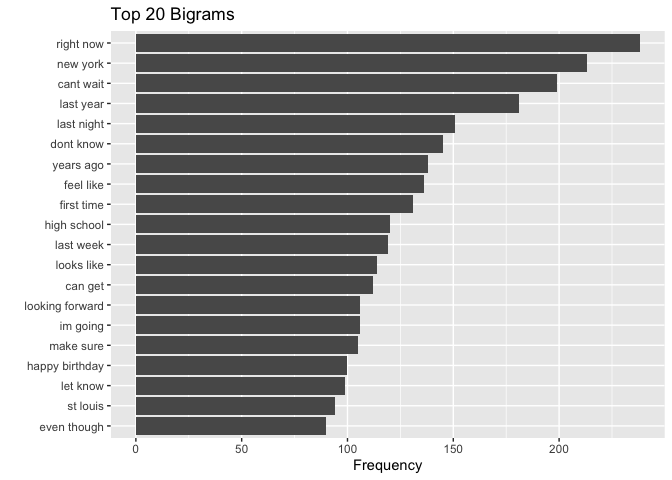 Top 20 Bigrams
right now
new york
cant wait
last year
last night
dont know
years ago
feel like
first time
high school
last week
looks like
can get
looking forward
im going
make sure
happy birthday
let know
st louis
even though
0 50 100 150 200
Frequency